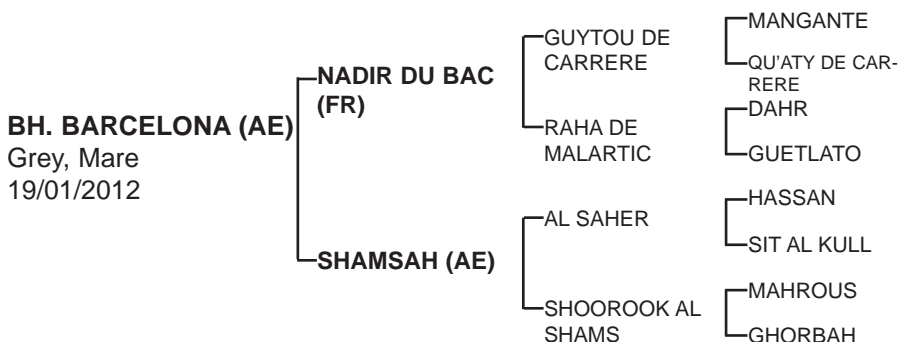 BH. BARCELONA (AE)
Grey, Mare
19/01/2012
NADIR DU BAC
(FR)
SHAMSAH (AE)
GUYTOU DE
CARRERE
RAHA DE
MALARTIC
AL SAHER
SHOOROOK AL
SHAMS
MANGANTE
QU'ATY DE CAR-
RERE
DAHR
GUETLATO
HASSAN
SIT AL KULL
MAHROUS
GHORBAH